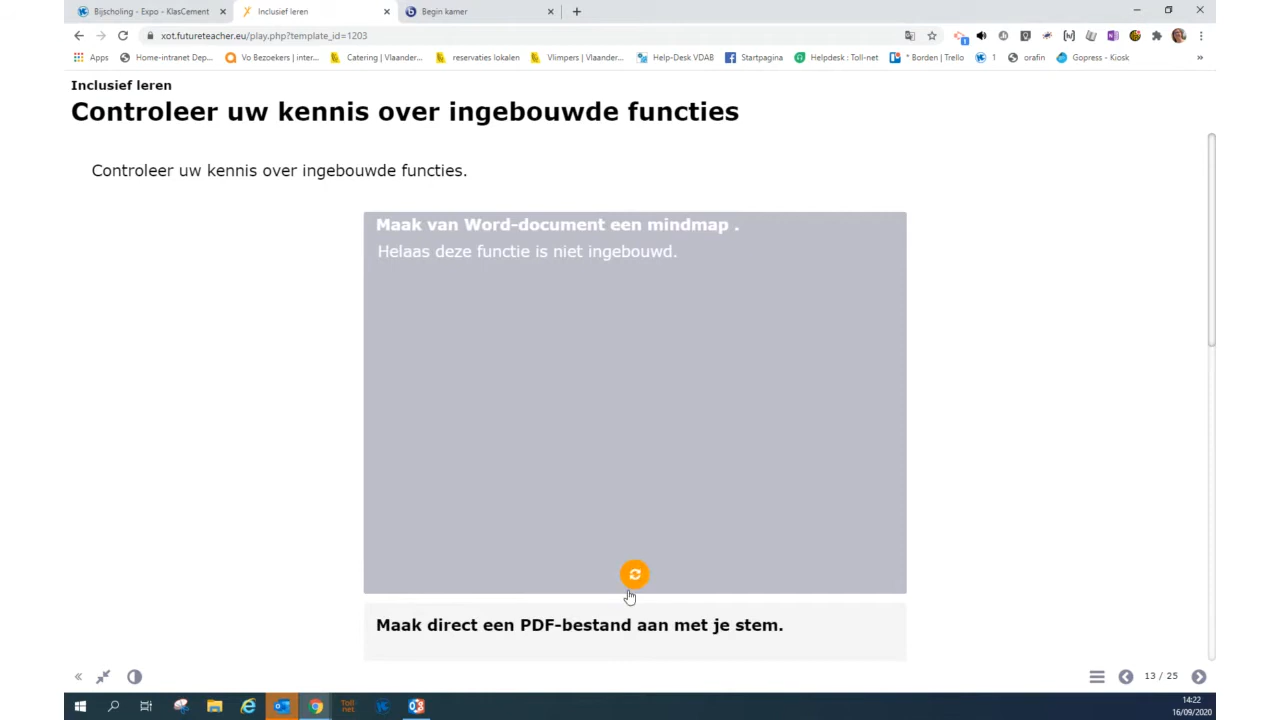 Bijscholing - Expo - KlasCement
Inclusief leren
Begin kamer
xot.futureteacher.eu/play.php?template_id=1203
Apps
Home-intranet Dep...
Vo Bezoekers | inter...
Catering | Vlaander...
reservaties lokalen
Vlimpers | Vlaander...
Help-Desk VDAB
Startpagina
Helpdesk : Toll-net
* Borden | Trello
1
orafin
Gopress - Kiosk
»
Inclusief leren
Controleer uw kennis over ingebouwde functies
Controleer uw kennis over ingebouwde functies.
Maak van Word-document een mindmap .
Helaas deze functie is niet ingebouwd.
Maak direct een PDF-bestand aan met je stem.
«
13 / 25
Toll-net
14:22
16/09/2020